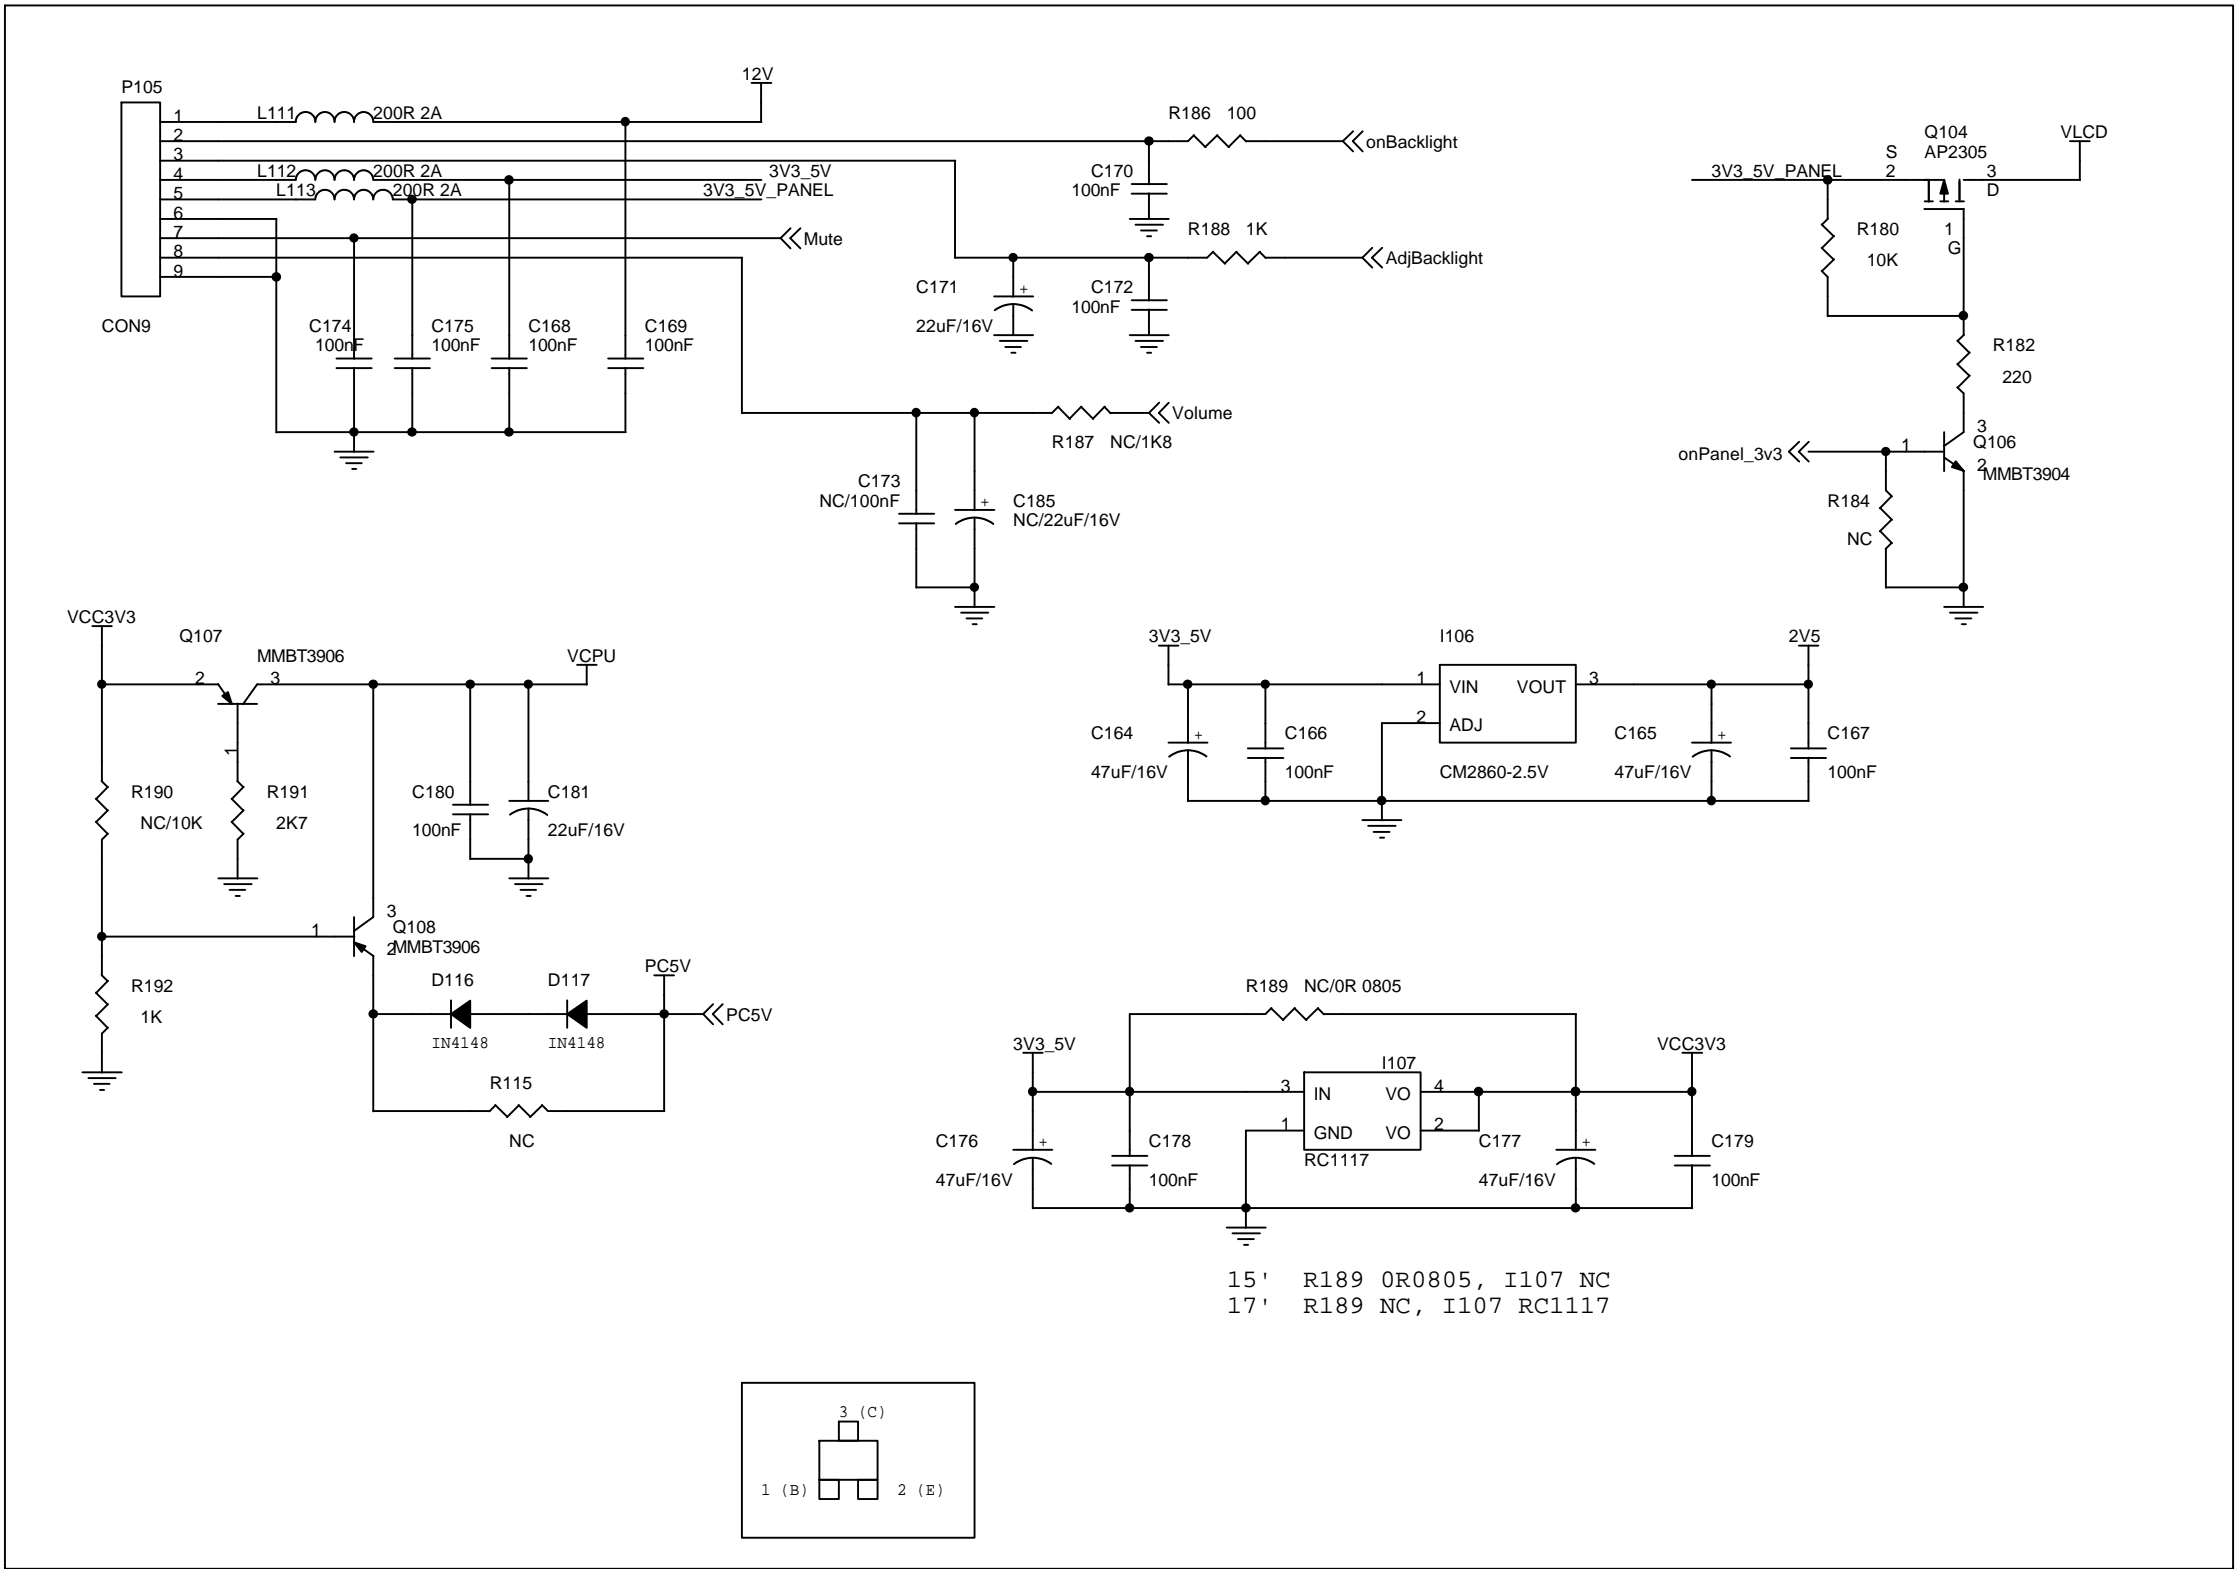 P105
1
2
3
4
5
6
7
8
9
CON9
L111 200R 2A
12V
L112 200R 2A
3V3_5V
L113 200R 2A
3V3_5V_PANEL
Mute
R186 100
onBacklight
C170
100nF
R188 1K
AdjBacklight
C171
22uF/16V
+
C172
100nF
C174
100nF
C175
100nF
C168
100nF
C169
100nF
R187 NC/1K8
Volume
C173
NC/100nF
+
C185
NC/22uF/16V
Q104
AP2305
VLCD
3V3_5V_PANEL
S
2
3
D
1
G
R180
10K
R182
220
onPanel_3v3
1
3
Q106
2
MMBT3904
R184
NC
VCC3V3
Q107
MMBT3906
VCPU
2
3
1
R190
NC/10K
R191
2K7
C180
100nF
C181
22uF/16V
1
3
Q108
2
MMBT3906
R192
1K
D116
IN4148
D117
IN4148
PC5V
PC5V
R115
NC
3V3_5V
I106
2V5
1
VIN VOUT
3
2
ADJ
C164
47uF/16V
+
C166
100nF
CM2860-2.5V
C165
47uF/16V
+
C167
100nF
R189 NC/0R 0805
3V3_5V
I107
VCC3V3
3
IN VO
4
1
GND VO
2
RC1117
C176
47uF/16V
+
C178
100nF
C177
47uF/16V
+
C179
100nF
15' R189 0R0805, I107 NC
17' R189 NC, I107 RC1117
3 (C)
1 (B)
2 (E)